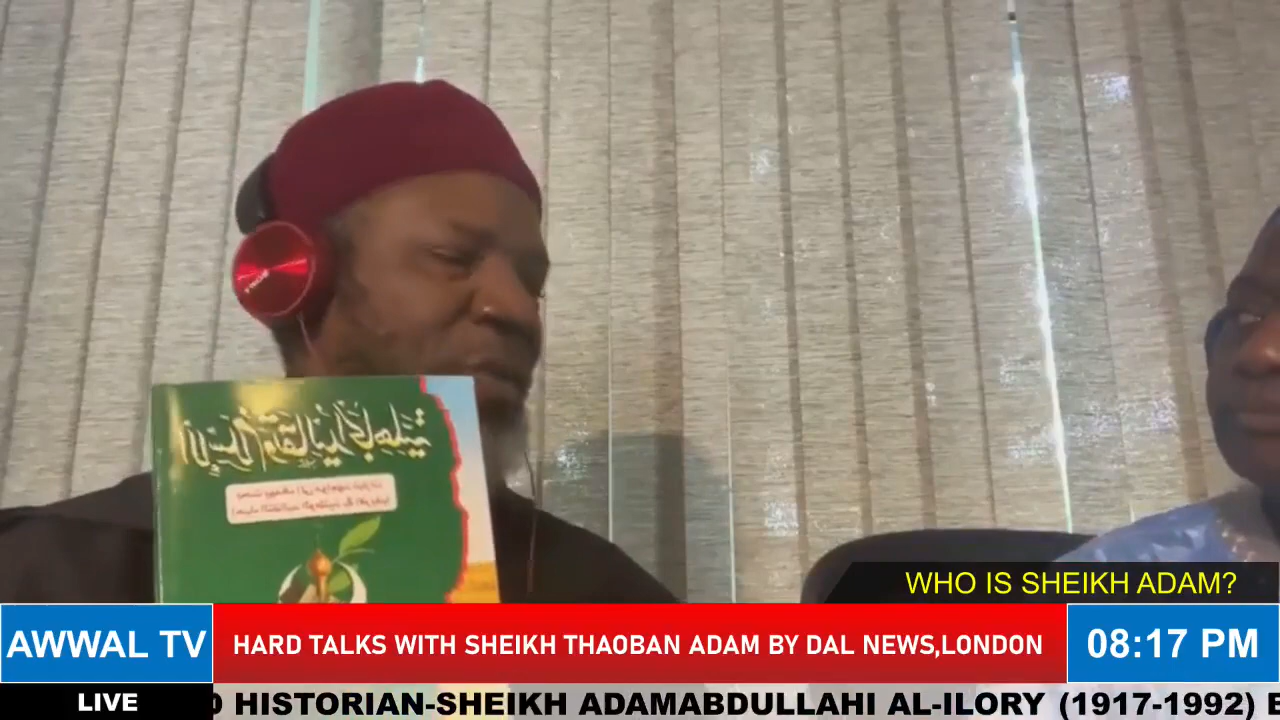 WHO IS SHEIKH ADAM?
AWWAL TV
HARD TALKS WITH SHEIKH THAOBAN ADAM BY DAL NEWS,LONDON
08:17 PM
LIVE
HISTORIAN-SHEIKH ADAMABDULLAHI AL-ILORY (1917-1992)